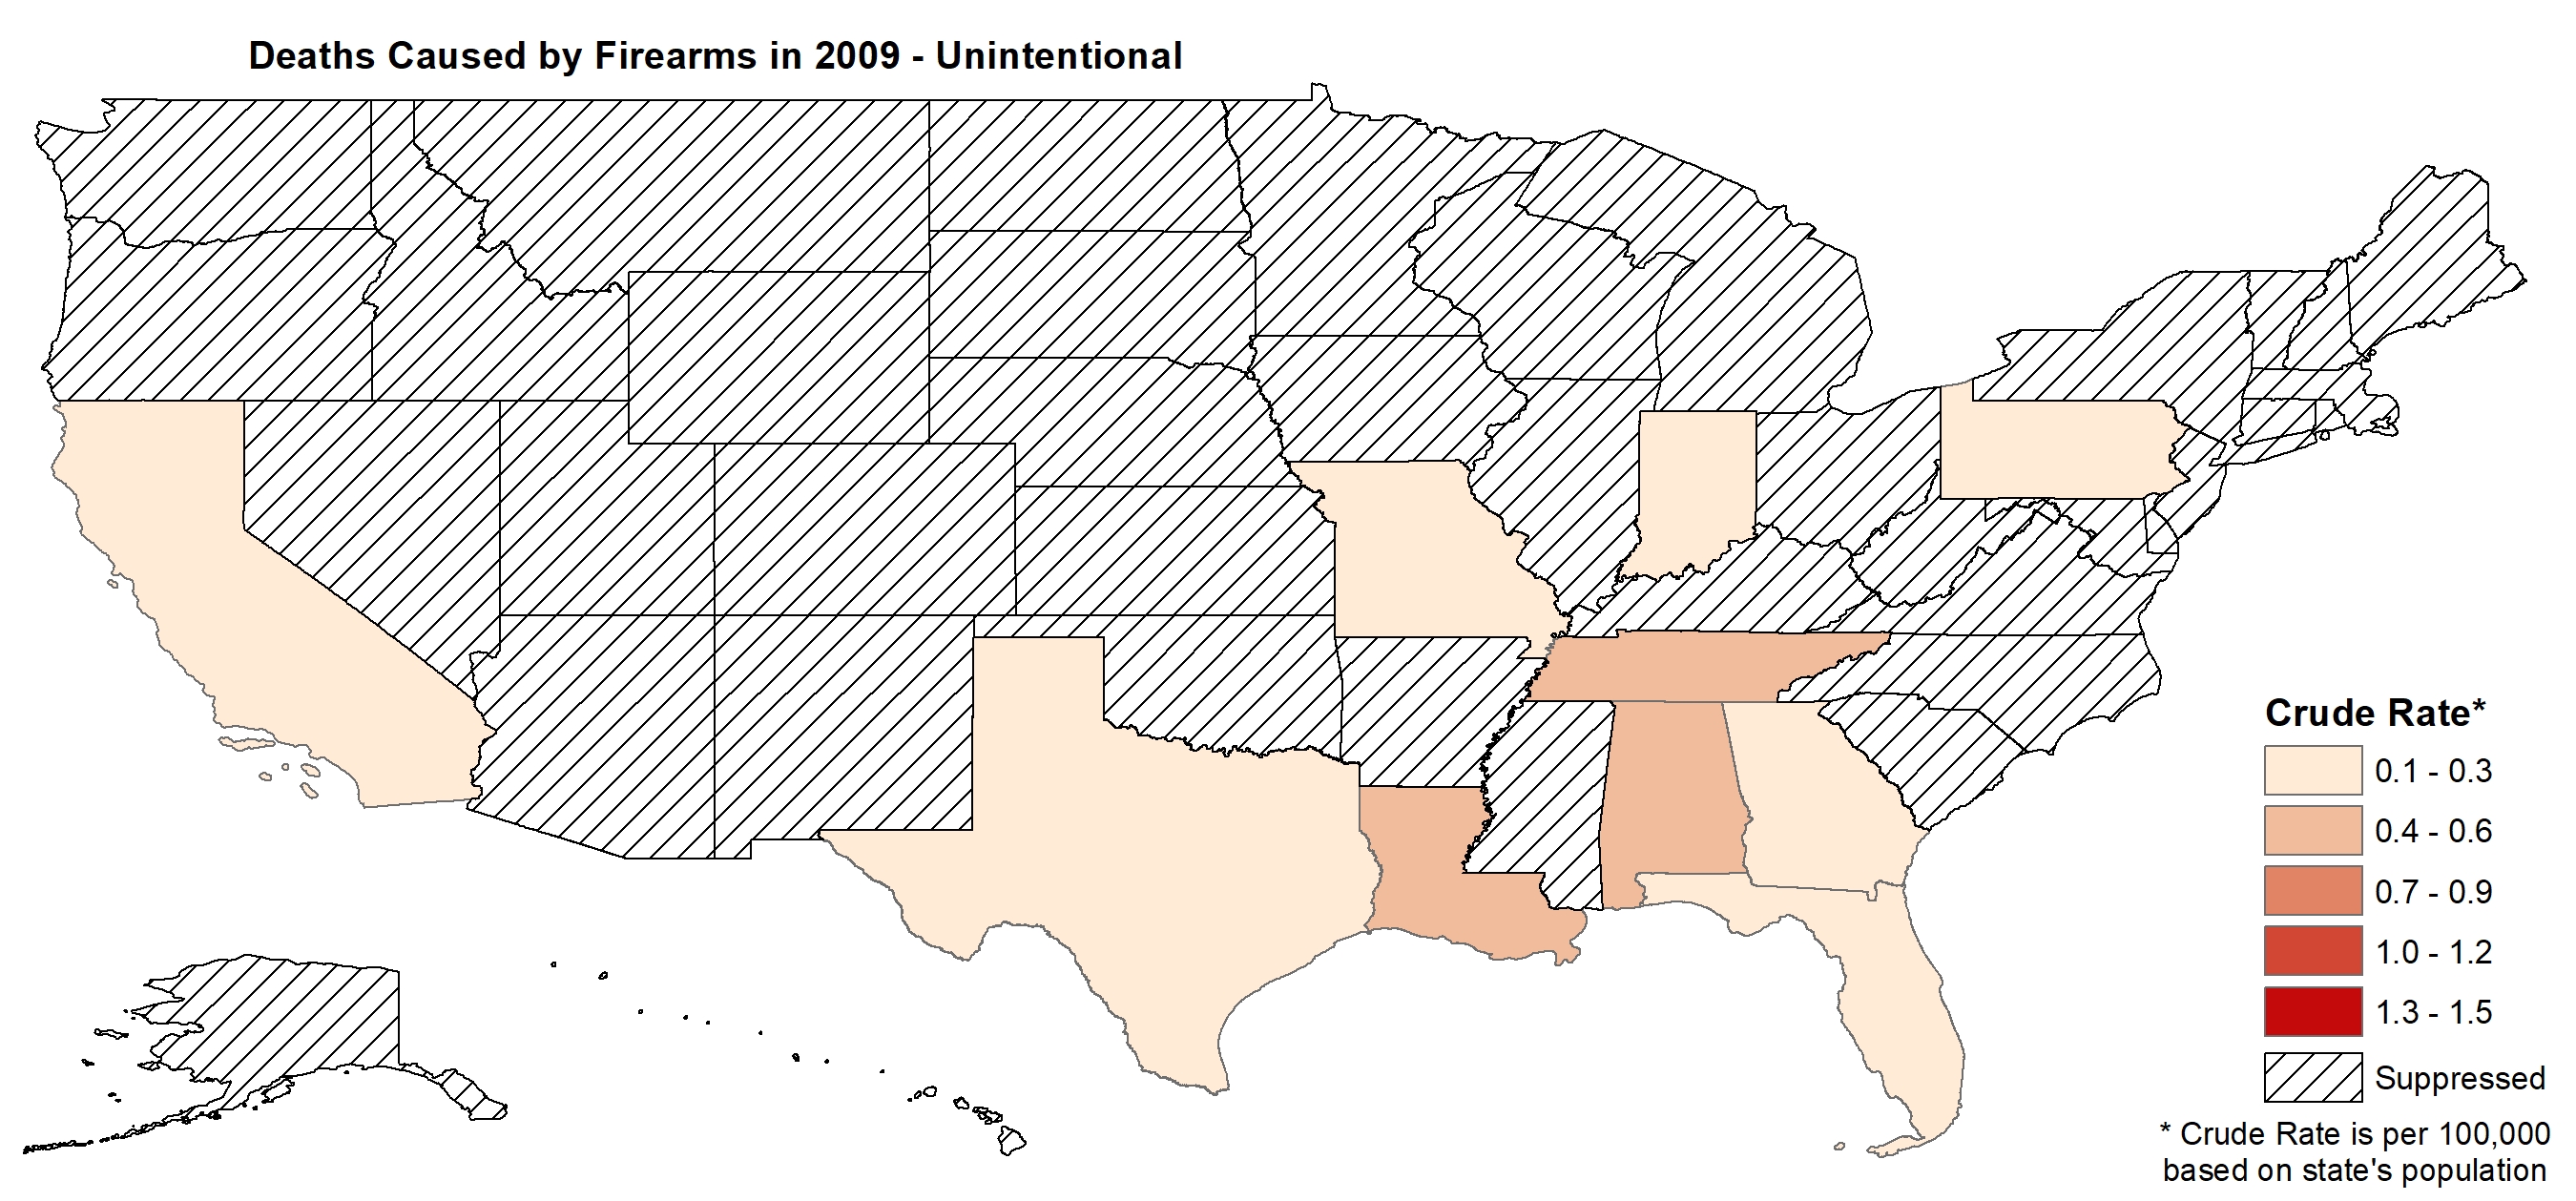 Deaths Caused by Firearms in 2009 - Unintentional
Crude Rate*
0.1 - 0.3
0.4 - 0.6
0.7 - 0.9
1.0 - 1.2
1.3 - 1.5
Suppressed
* Crude Rate is per 100,000
based on state's population